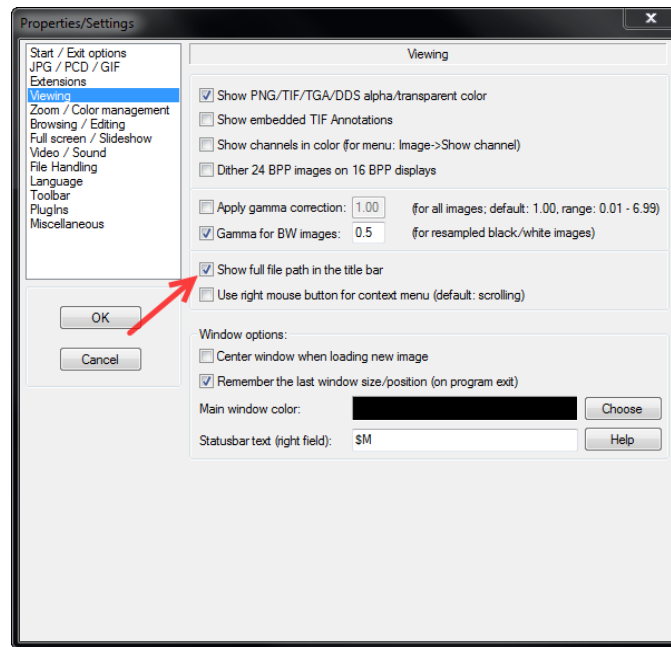 Properties/Settings
x
Start / Exit options
JPG / PCD / GIF
Extensions
Viewing
Zoom / Color management
Browsing / Editing
Full screen / Slideshow
Video / Sound
File Handling
Language
Toolbar
PlugIns
Miscellaneous
OK
Cancel
Viewing
Show PNG/TIF/TGA/DDS alpha/transparent color
Show embedded TIF Annotations
Show channels in color (for menu: Image->Show channel)
Dither 24 BPP images on 16 BPP displays
Apply gamma correction: 1.00 (for all images; default: 1.00, range: 0.01 - 6.99)
Gamma for BW images: 0.5 (for resampled black/white images)
Show full file path in the title bar
Use right mouse button for context menu (default: scrolling)
Window options:
Center window when loading new image
Remember the last window size/position (on program exit)
Main window color: Choose
Statusbar text (right field): $M Help